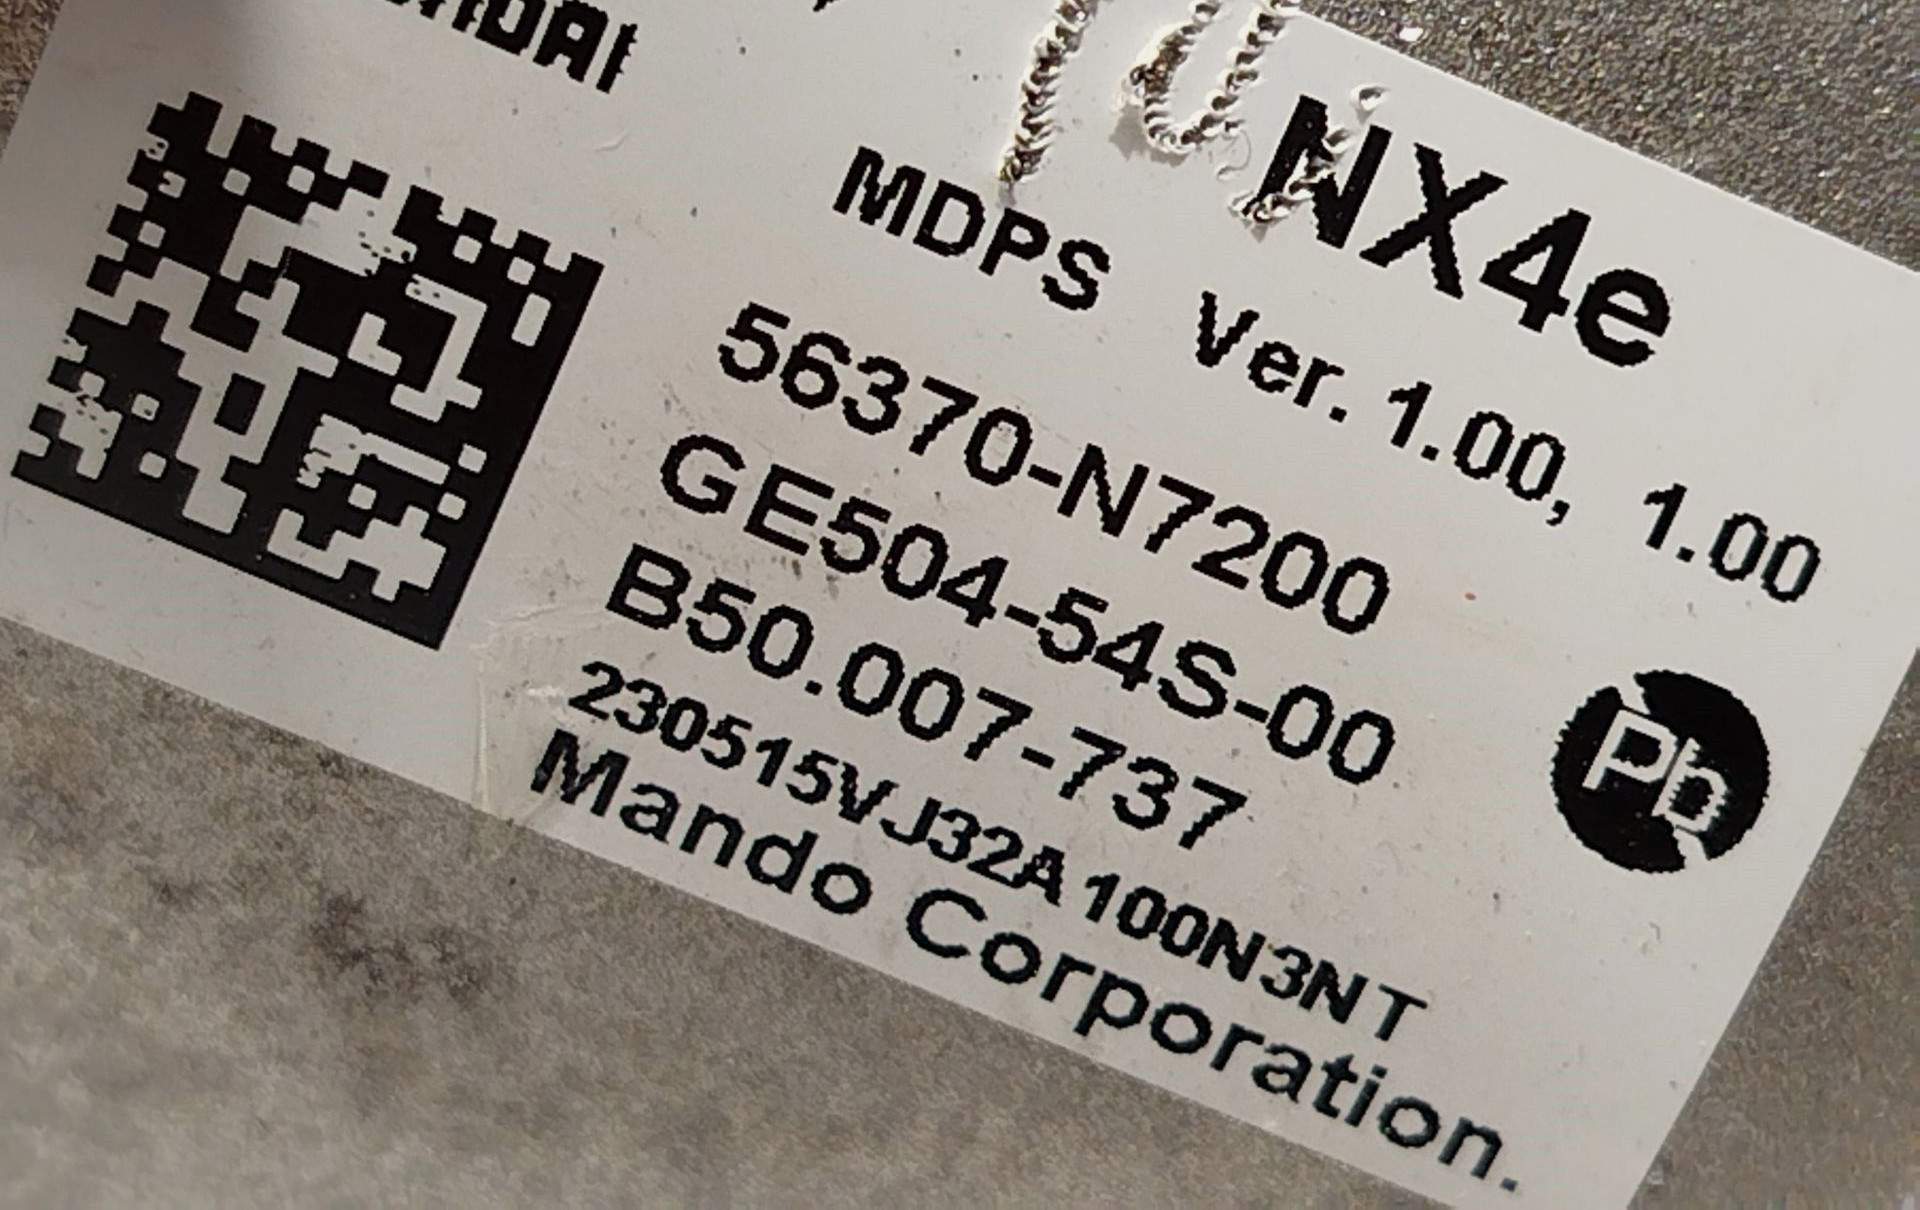 NX4e
MDPS Ver. 1.00, 1.00
56370-N7200
GE504-54S-00
B50.007-737
230515VJ32A100N3NT
Mando Corporation.
Pb